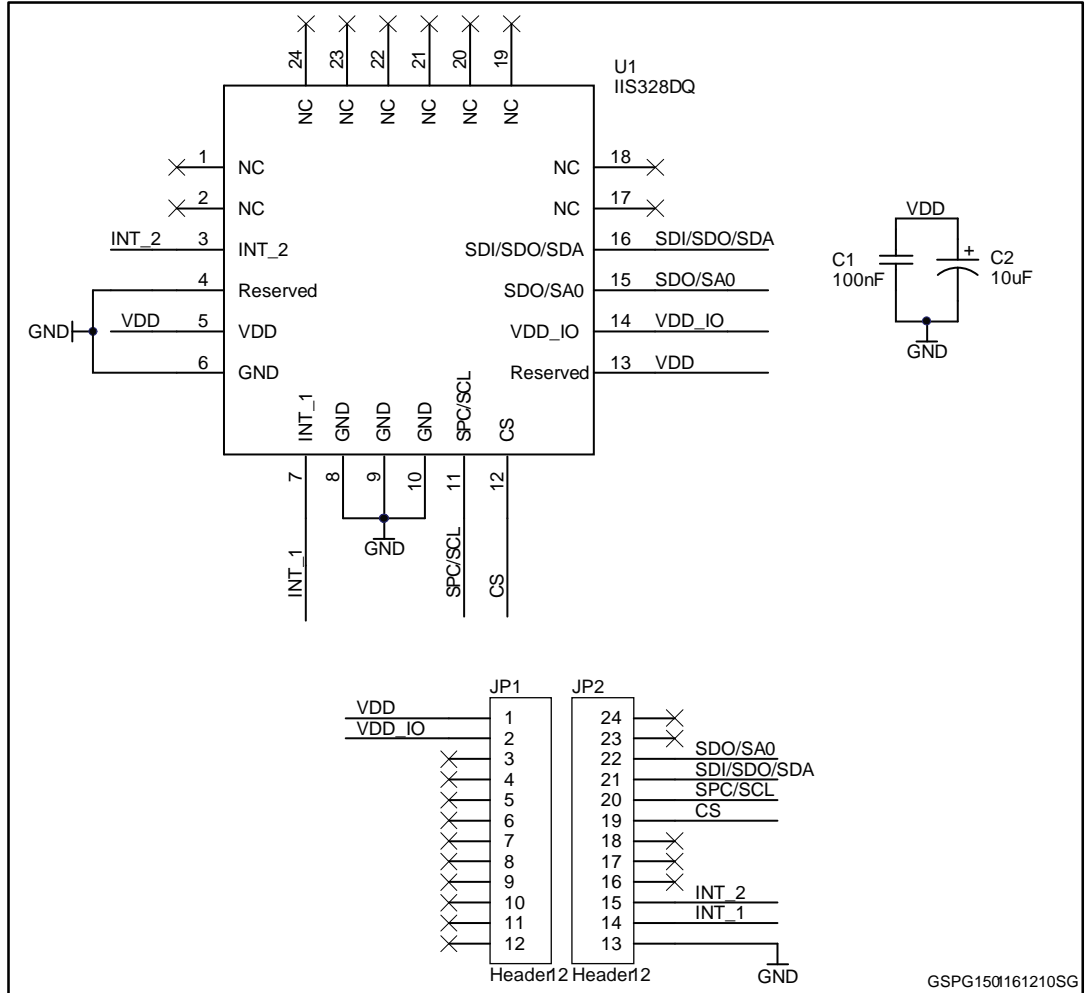 24 23 22 21 20 19
U1
IIS328DQ
NC NC NC NC NC NC
1 NC NC 18
2 NC NC 17
INT_2 3 INT_2 SDI/SDO/SDA 16 SDI/SDO/SDA
4 Reserved SDO/SA0 15 SDO/SA0
GND VDD 5 VDD VDD_IO 14 VDD_IO
6 GND Reserved 13 VDD
INT_1 GND GND GND SPC/SCL CS
7 8 9 10 11 12
GND
INT_1 SPC/SCL CS
VDD
C1
100nF
+
C2
10uF
GND
JP1 JP2
VDD 1 24
VDD_IO 2 23
3 22 SDO/SA0
4 21 SDI/SDO/SDA
5 20 SPC/SCL
6 19 CS
7 18
8 17
9 16
10 15 INT_2
11 14 INT_1
12 13
Header12 Header12
GND
GSPG1501161210SG